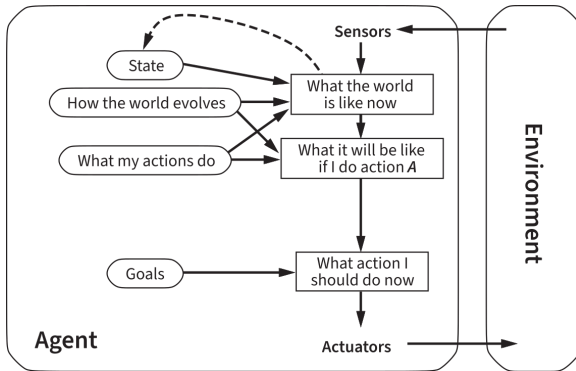 Sensors
State
What the world
is like now
How the world evolves
What it will be like
if I do action A
What my actions do
Environment
Goals
What action I
should do now
Agent
Actuators